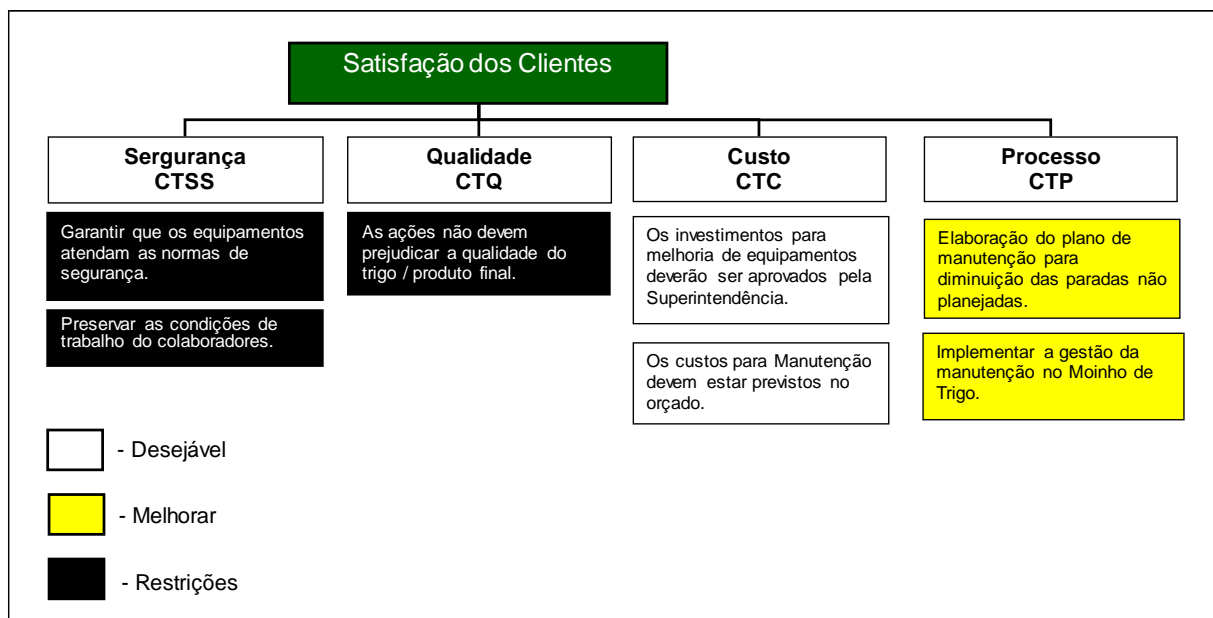 Satisfação dos Clientes
Sergurança
CTSS
Garantir que os equipamentos
atendam as normas de
segurança.
Preservar as condições de
trabalho do colaboradores.
Qualidade
CTQ
As ações não devem
prejudicar a qualidade do
trigo / produto final.
Custo
CTC
Os investimentos para
melhoria de equipamentos
deverão ser aprovados pela
Superintendência.
Os custos para Manutenção
devem estar previstos no
orçado.
Processo
CTP
Elaboração do plano de
manutenção para
diminuição das paradas não
planejadas.
Implementar a gestão da
manutenção no Moinho de
Trigo.
- Desejável
- Melhorar
- Restrições